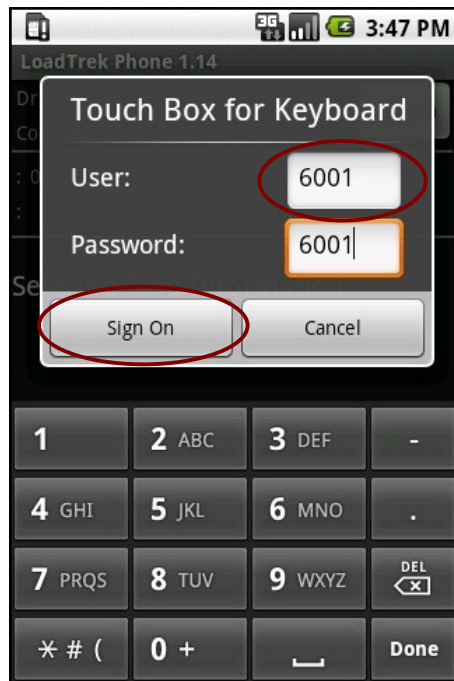 3G
3:47 PM
LoadTrek Phone 1.14
Touch Box for Keyboard
User: 6001
Password: 6001
Sign On Cancel
1 2 ABC 3 DEF -
4 GHI 5 JKL 6 MNO .
7 PRQS 8 TUV 9 WXYZ DEL
* # ( 0 + Done